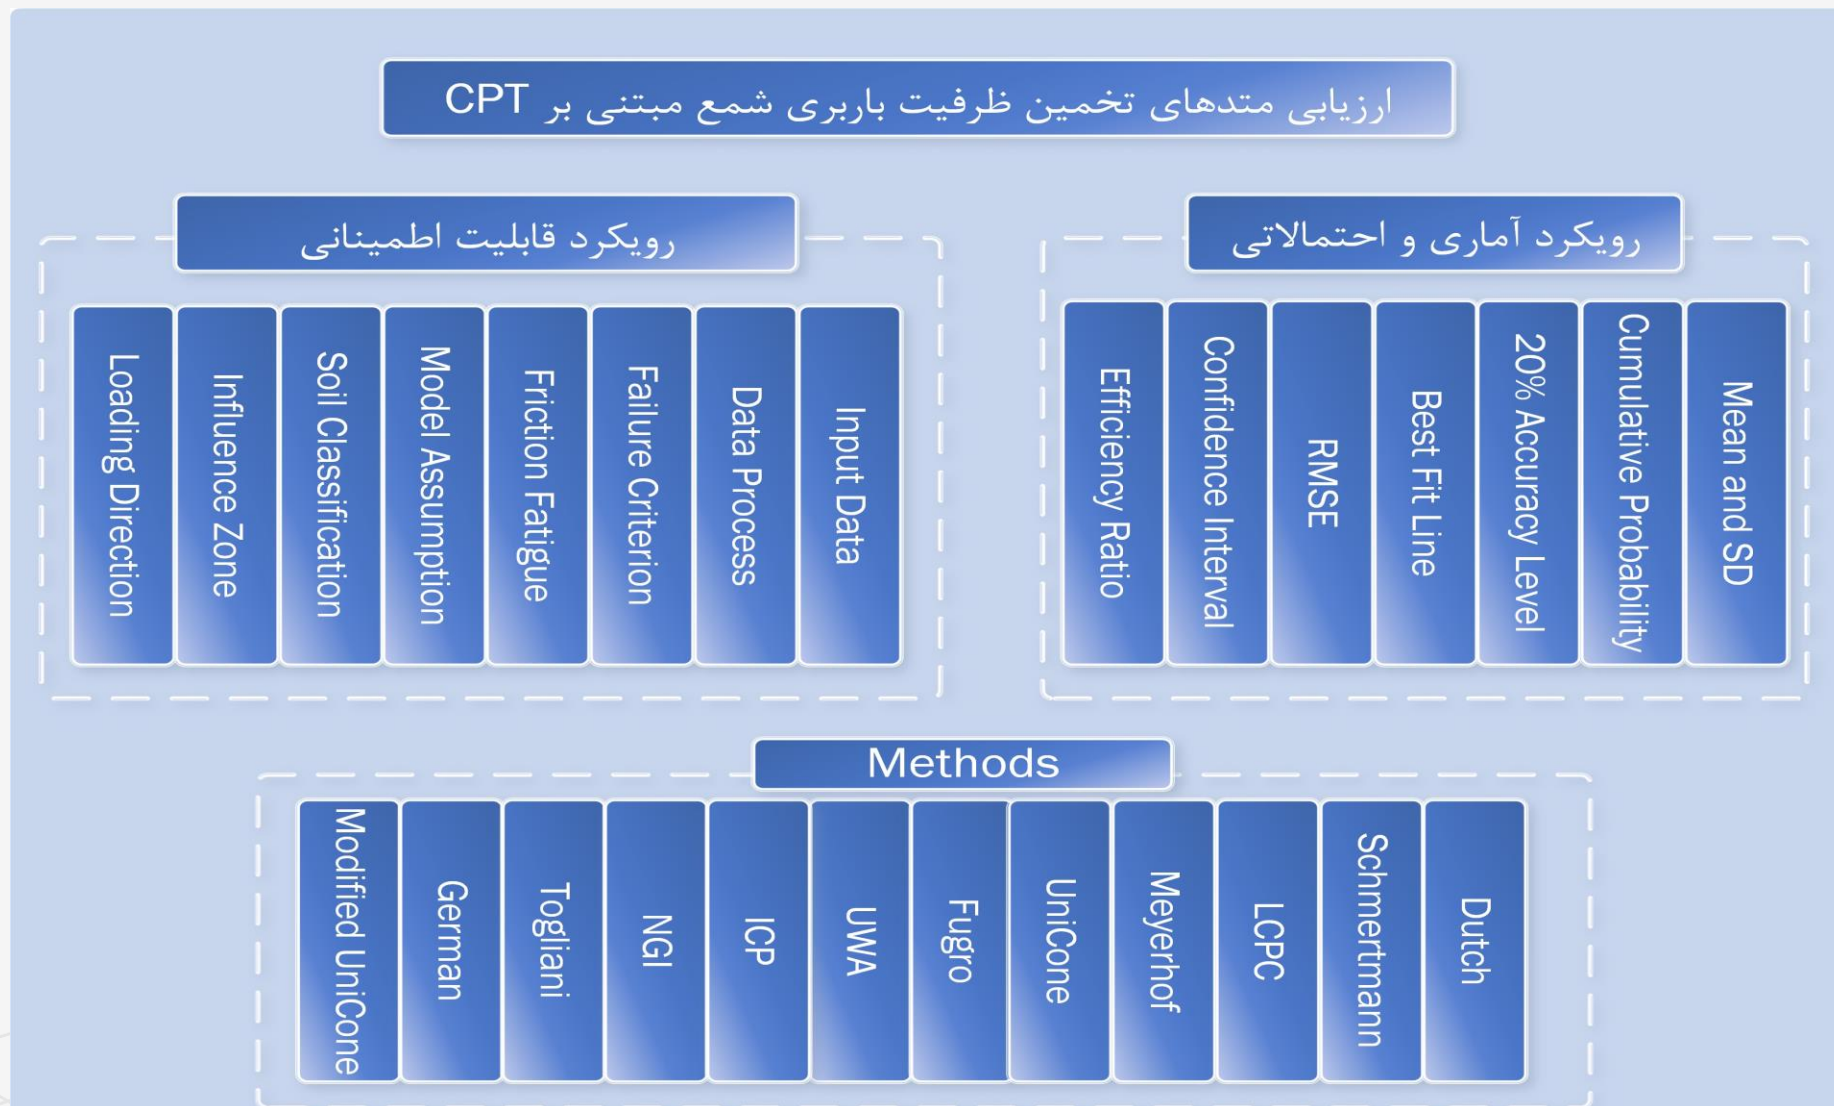 ارزیابی متدهای تخمین ظرفیت باربری شمع مبتنی بر CPT
رویکرد آماری و احتمالاتی
Mean and SD
Cumulative Probability
20% Accuracy Level
Best Fit Line
RMSE
Confidence Interval
Efficiency Ratio
رویکرد قابلیت اطمینانی
Input Data
Data Process
Failure Criterion
Friction Fatigue
Model Assumption
Soil Classification
Influence Zone
Loading Direction
Methods
Dutch
Schmertmann
LCPC
Meyerhof
UniCone
Fugro
UWA
ICP
NGI
Togliani
German
Modified UniCone